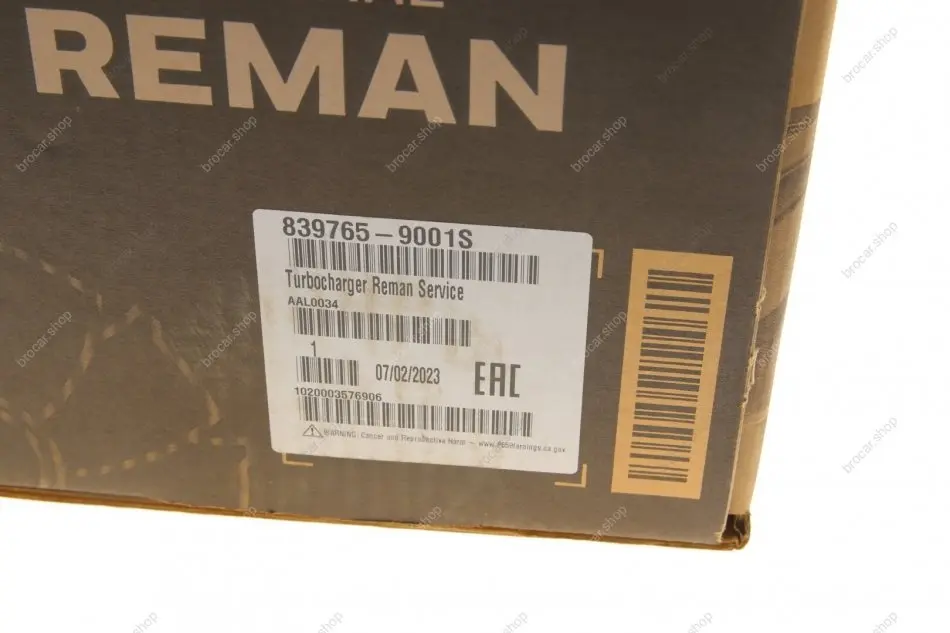 REMAN
839765-9001S
Turbocharger Reman Service
AAL0034
1
07/02/2023
EAC
1020003576906
WARNING: Cancer and Reproductive Harm - www.P65Warnings.ca.gov
brocar.shop